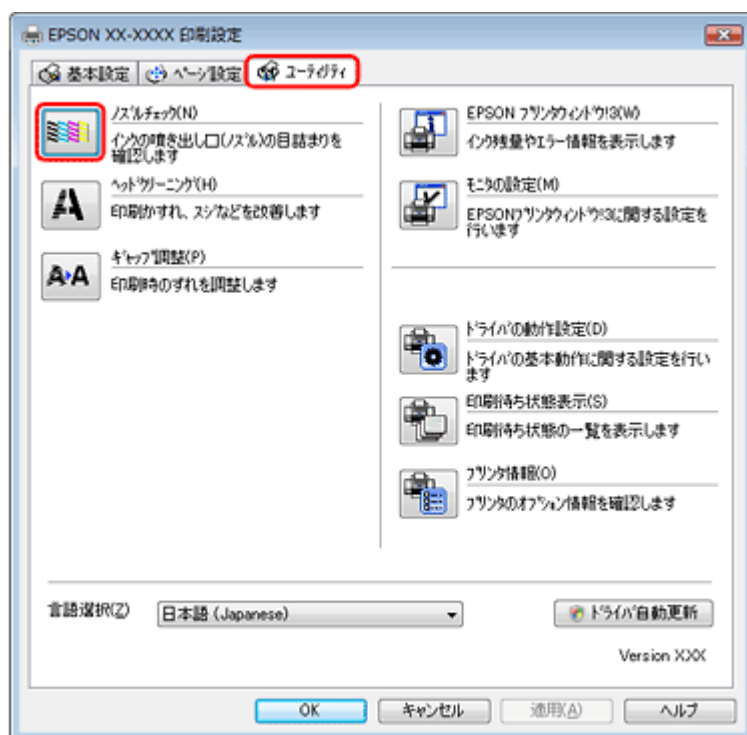 EPSON XX-XXXX 印刷設定
基本設定 ページ設定 ユーティリティ
ノズルチェック(N)
インクの噴き出し口(ノズル)の目詰まりを
確認します
ヘッドクリーニング(H)
印刷かすれ、スジなどを改善します
ギャップ調整(P)
印刷時のずれを調整します
EPSON プリンタウィンドウ!3(W)
インク残量やエラー情報を表示します
モニタの設定(M)
EPSONプリンタウィンドウ!3に関する設定を
行います
ドライバの動作設定(D)
ドライバの基本動作に関する設定を行い
ます
印刷待ち状態表示(S)
印刷待ち状態の一覧を表示します
プリンタ情報(O)
プリンタのオプション情報を確認します
言語選択(Z) 日本語 (Japanese) ドライバ自動更新
Version XXX
OK キャンセル 適用(A) ヘルプ